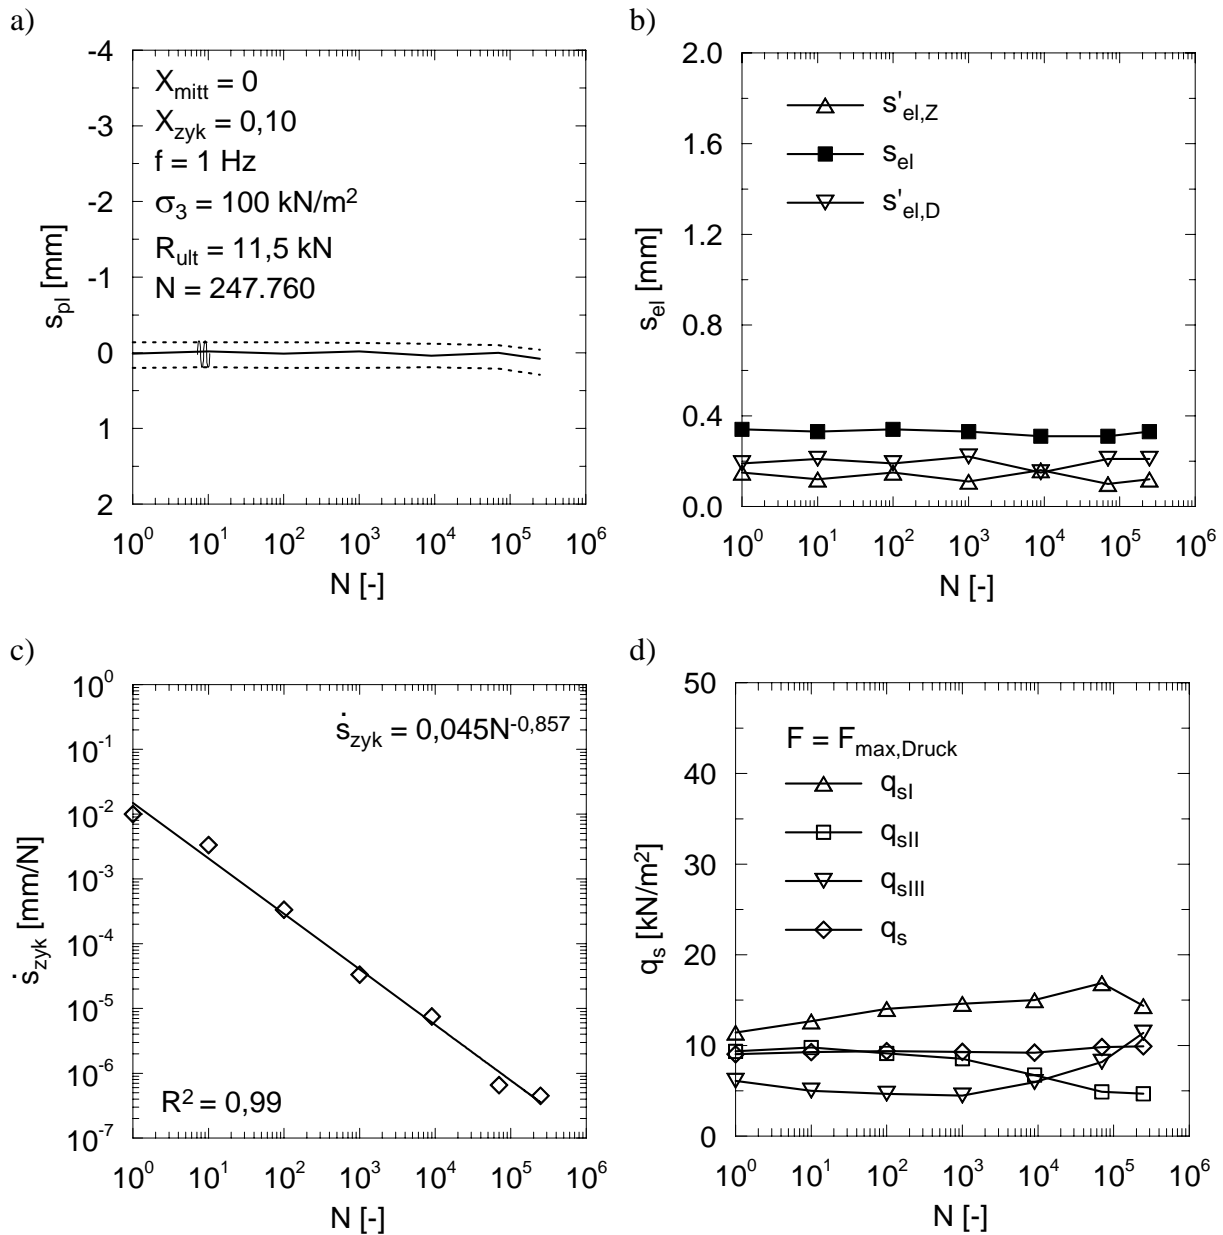 a)
-4
-3
-2
-1
0
1
2
s_pl [mm]
X_mitt = 0
X_zyk = 0,10
f = 1 Hz
σ_3 = 100 kN/m^2
R_ult = 11,5 kN
N = 247.760
10^0 10^1 10^2 10^3 10^4 10^5 10^6
N [-]
b)
2.0
1.6
1.2
0.8
0.4
0.0
s_el [mm]
s'_el,Z
s_el
s'_el,D
10^0 10^1 10^2 10^3 10^4 10^5 10^6
N [-]
c)
10^0
10^-1
10^-2
10^-3
10^-4
10^-5
10^-6
10^-7
ṡ_zyk [mm/N]
ṡ_zyk = 0,045N^-0,857
R^2 = 0,99
10^0 10^1 10^2 10^3 10^4 10^5 10^6
N [-]
d)
50
40
30
20
10
0
q_s [kN/m^2]
F = F_max,Druck
q_sI
q_sII
q_sIII
q_s
10^0 10^1 10^2 10^3 10^4 10^5 10^6
N [-]